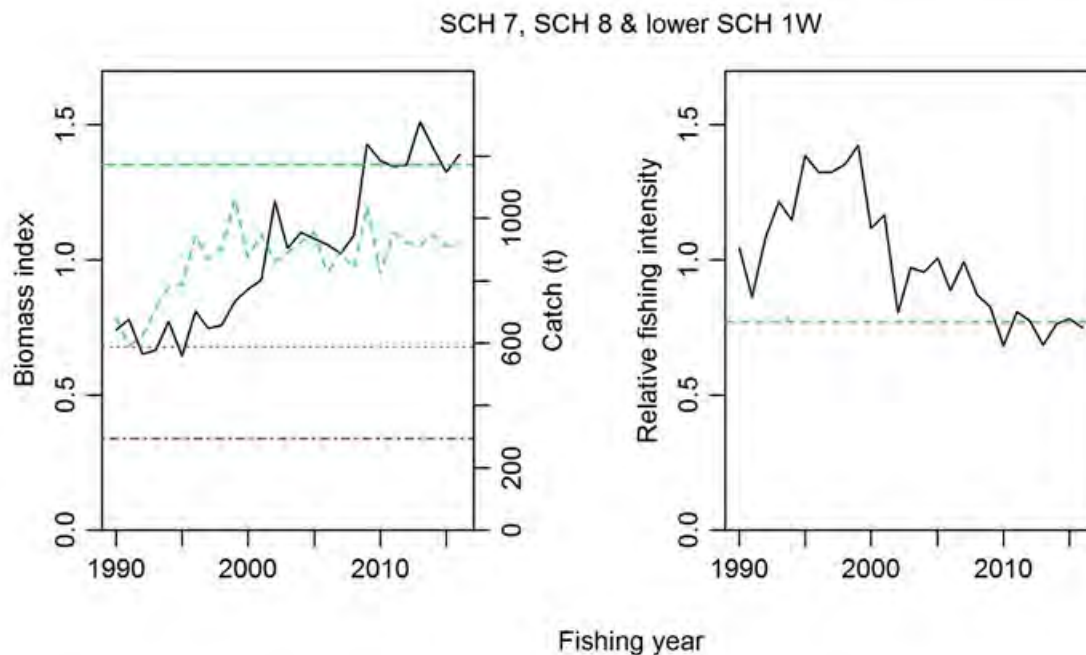 SCH 7, SCH 8 & lower SCH 1W
Biomass index
0.0 0.5 1.0 1.5
1990 2000 2010
Catch (t)
0 200 600 1000
Relative fishing intensity
0.0 0.5 1.0 1.5
1990 2000 2010
Fishing year